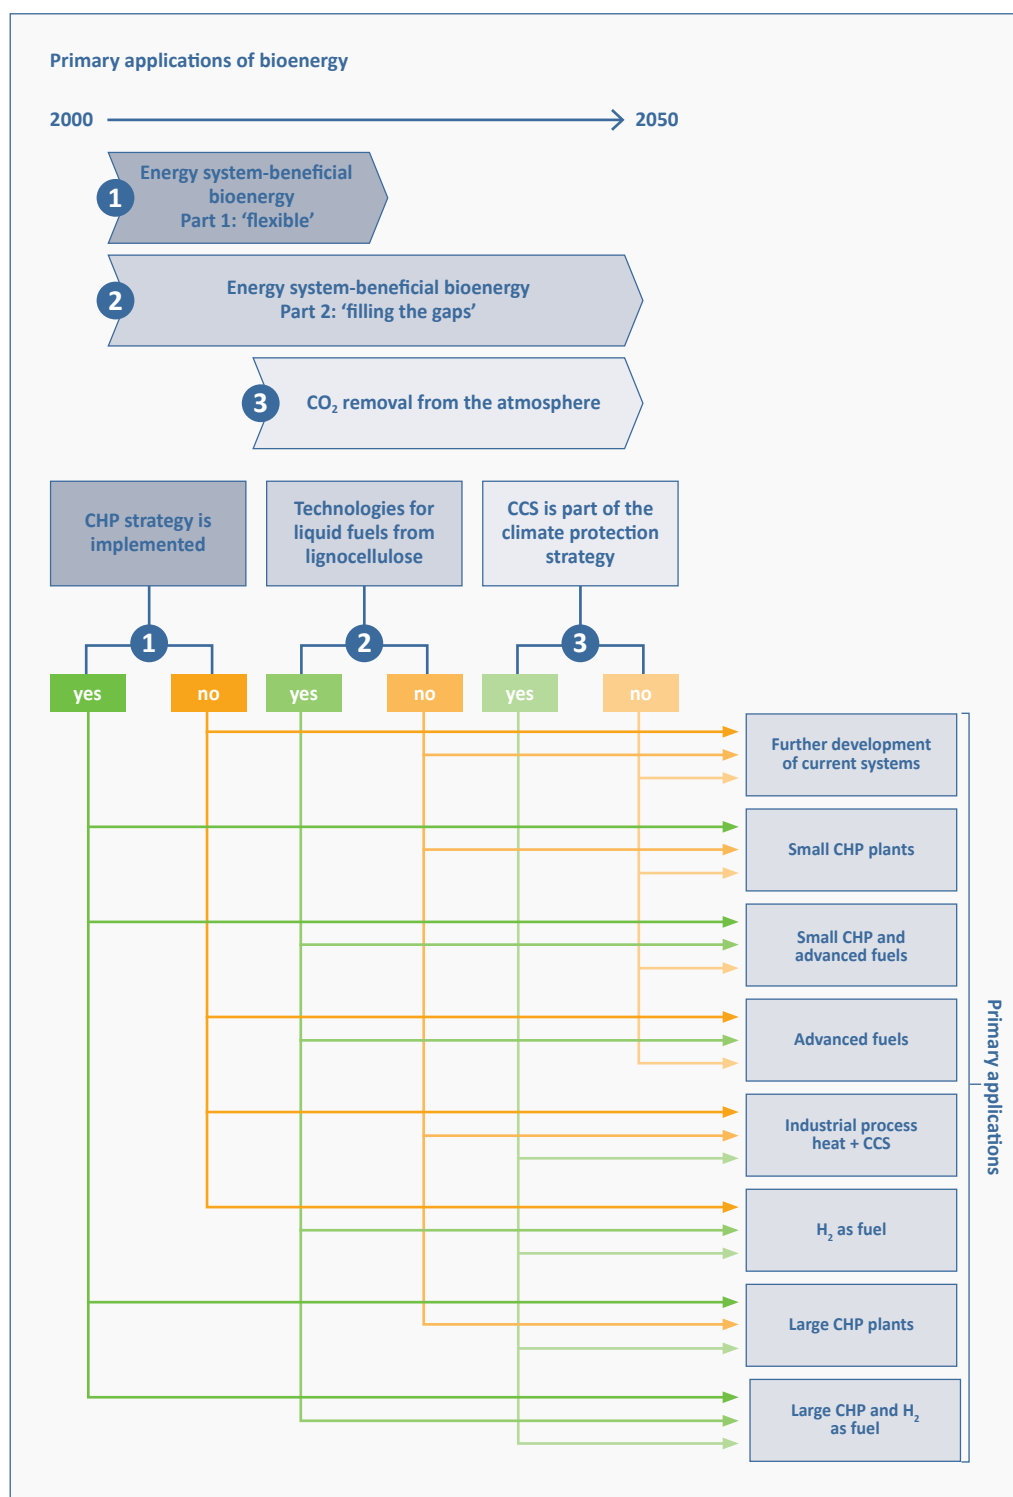 Primary applications of bioenergy
2000
2050
1
Energy system-beneficial
bioenergy
Part 1: ‘flexible’
2
Energy system-beneficial bioenergy
Part 2: ‘filling the gaps’
3
CO₂ removal from the atmosphere
CHP strategy is
implemented
Technologies for
liquid fuels from
lignocellulose
CCS is part of the
climate protection
strategy
1
2
3
yes
no
yes
no
yes
no
Further development
of current systems
Small CHP plants
Small CHP and
advanced fuels
Advanced fuels
Industrial process
heat + CCS
H₂ as fuel
Large CHP plants
Large CHP and H₂
as fuel
Primary applications